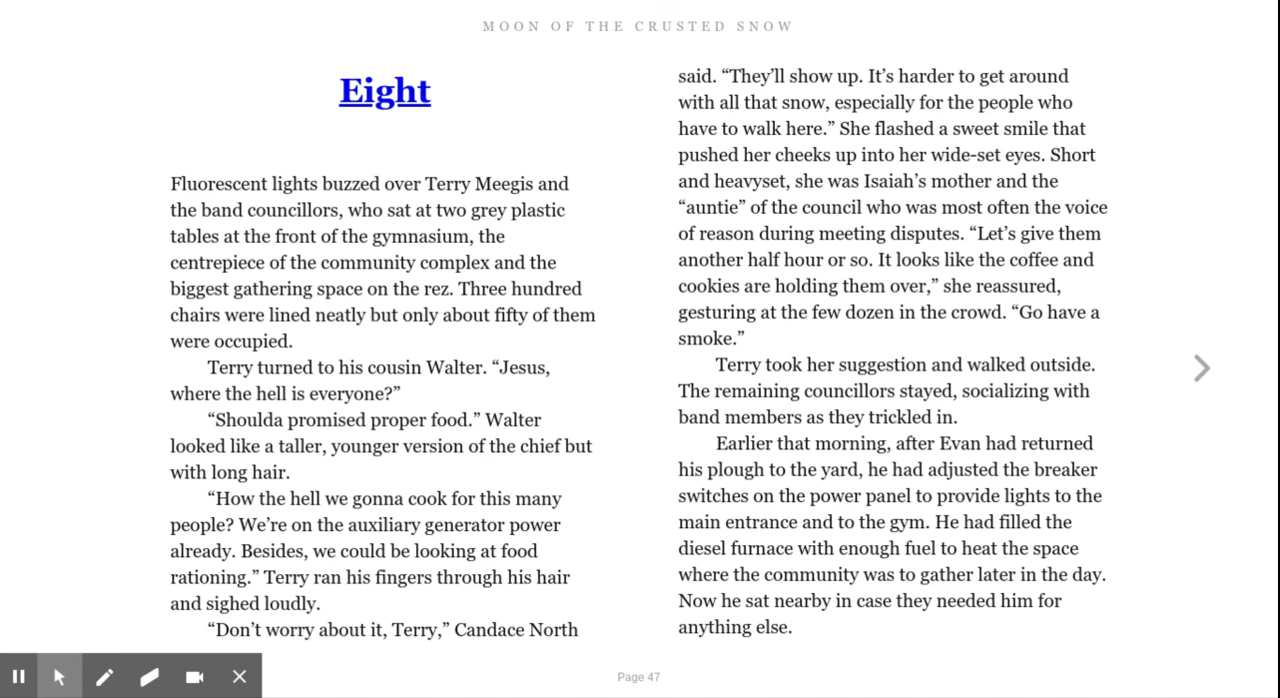 MOON OF THE CRUSTED SNOW
Eight
Fluorescent lights buzzed over Terry Meegis and
the band councillors, who sat at two grey plastic
tables at the front of the gymnasium, the
centrepiece of the community complex and the
biggest gathering space on the rez. Three hundred
chairs were lined neatly but only about fifty of them
were occupied.
Terry turned to his cousin Walter. “Jesus,
where the hell is everyone?”
“Shoulda promised proper food.” Walter
looked like a taller, younger version of the chief but
with long hair.
“How the hell we gonna cook for this many
people? We’re on the auxiliary generator power
already. Besides, we could be looking at food
rationing.” Terry ran his fingers through his hair
and sighed loudly.
“Don’t worry about it, Terry,” Candace North
said. “They’ll show up. It’s harder to get around
with all that snow, especially for the people who
have to walk here.” She flashed a sweet smile that
pushed her cheeks up into her wide-set eyes. Short
and heavyset, she was Isaiah’s mother and the
“auntie” of the council who was most often the voice
of reason during meeting disputes. “Let’s give them
another half hour or so. It looks like the coffee and
cookies are holding them over,” she reassured,
gesturing at the few dozen in the crowd. “Go have a
smoke.”
Terry took her suggestion and walked outside.
The remaining councillors stayed, socializing with
band members as they trickled in.
Earlier that morning, after Evan had returned
his plough to the yard, he had adjusted the breaker
switches on the power panel to provide lights to the
main entrance and to the gym. He had filled the
diesel furnace with enough fuel to heat the space
where the community was to gather later in the day.
Now he sat nearby in case they needed him for
anything else.
Page 47